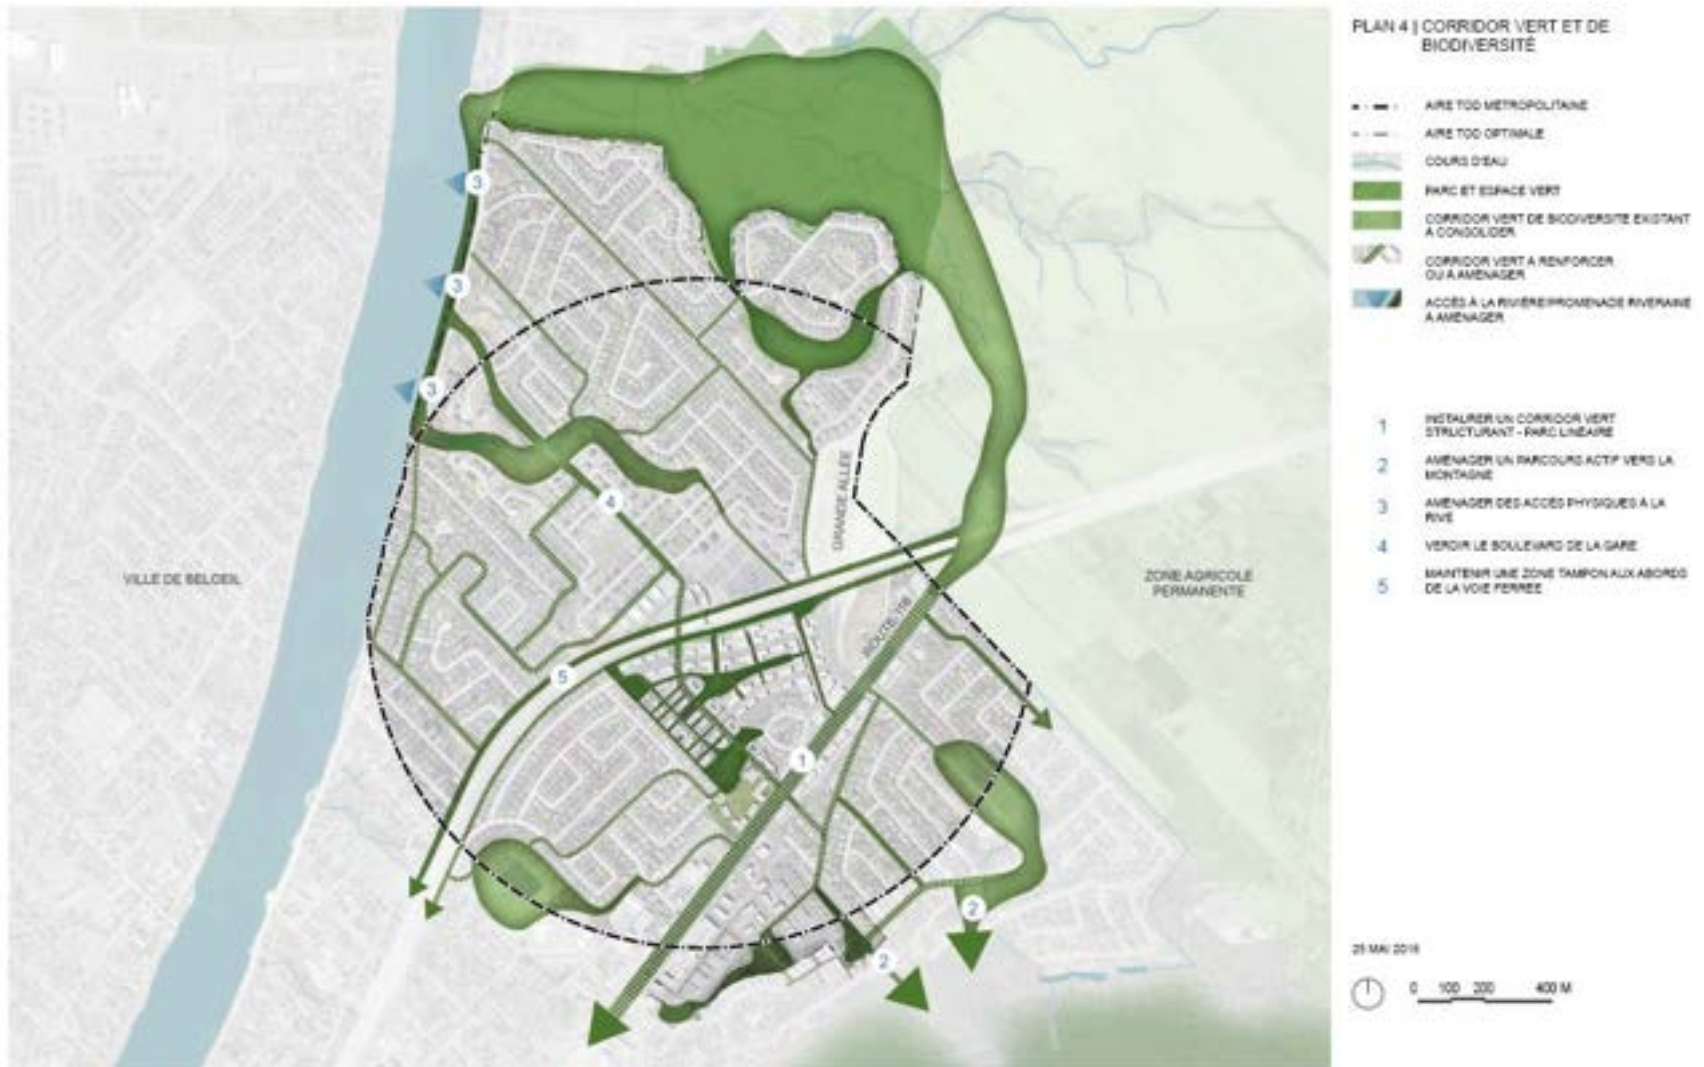 PLAN 4 | CORRIDOR VERT ET DE
BIODIVERSITÉ
AIRE TOD MÉTROPOLITAINE
AIRE TOD OPTIMALE
COURS D'EAU
PARC ET ESPACE VERT
CORRIDOR VERT DE BIODIVERSITÉ EXISTANT
À CONSOLIDER
CORRIDOR VERT À RENFORCER
OU À AMÉNAGER
ACCÈS À LA RIVIÈRE/PROMENADE RIVERAINE
À AMÉNAGER
1 INSTAURER UN CORRIDOR VERT
STRUCTURANT - PARC LINÉAIRE
2 AMÉNAGER UN PARCOURS ACTIF VERS LA
MONTAGNE
3 AMÉNAGER DES ACCÈS PHYSIQUES À LA
RIVE
4 VERDIR LE BOULEVARD DE LA GARE
5 MAINTENIR UNE ZONE TAMPON AUX ABORDS
DE LA VOIE FERRÉE
3
3
3
4
GRANDE ALLÉE
VILLE DE BELOEIL
ZONE AGRICOLE
PERMANENTE
ROUTE 116
5
1
2
2
0 100 200 400 M